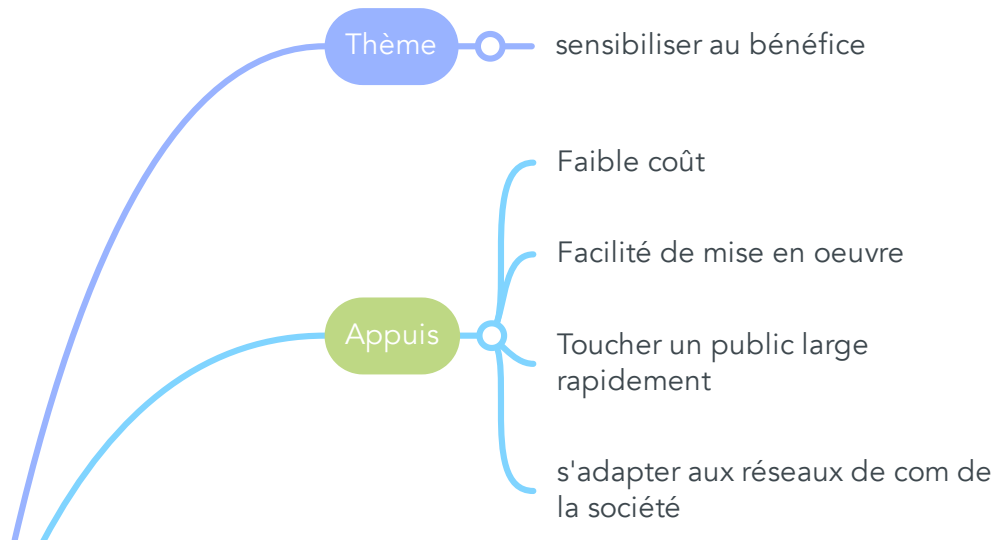 Thème
sensibiliser au bénéfice
Faible coût
Facilité de mise en oeuvre
Appuis
Toucher un public large
rapidement
s'adapter aux réseaux de com de
la société